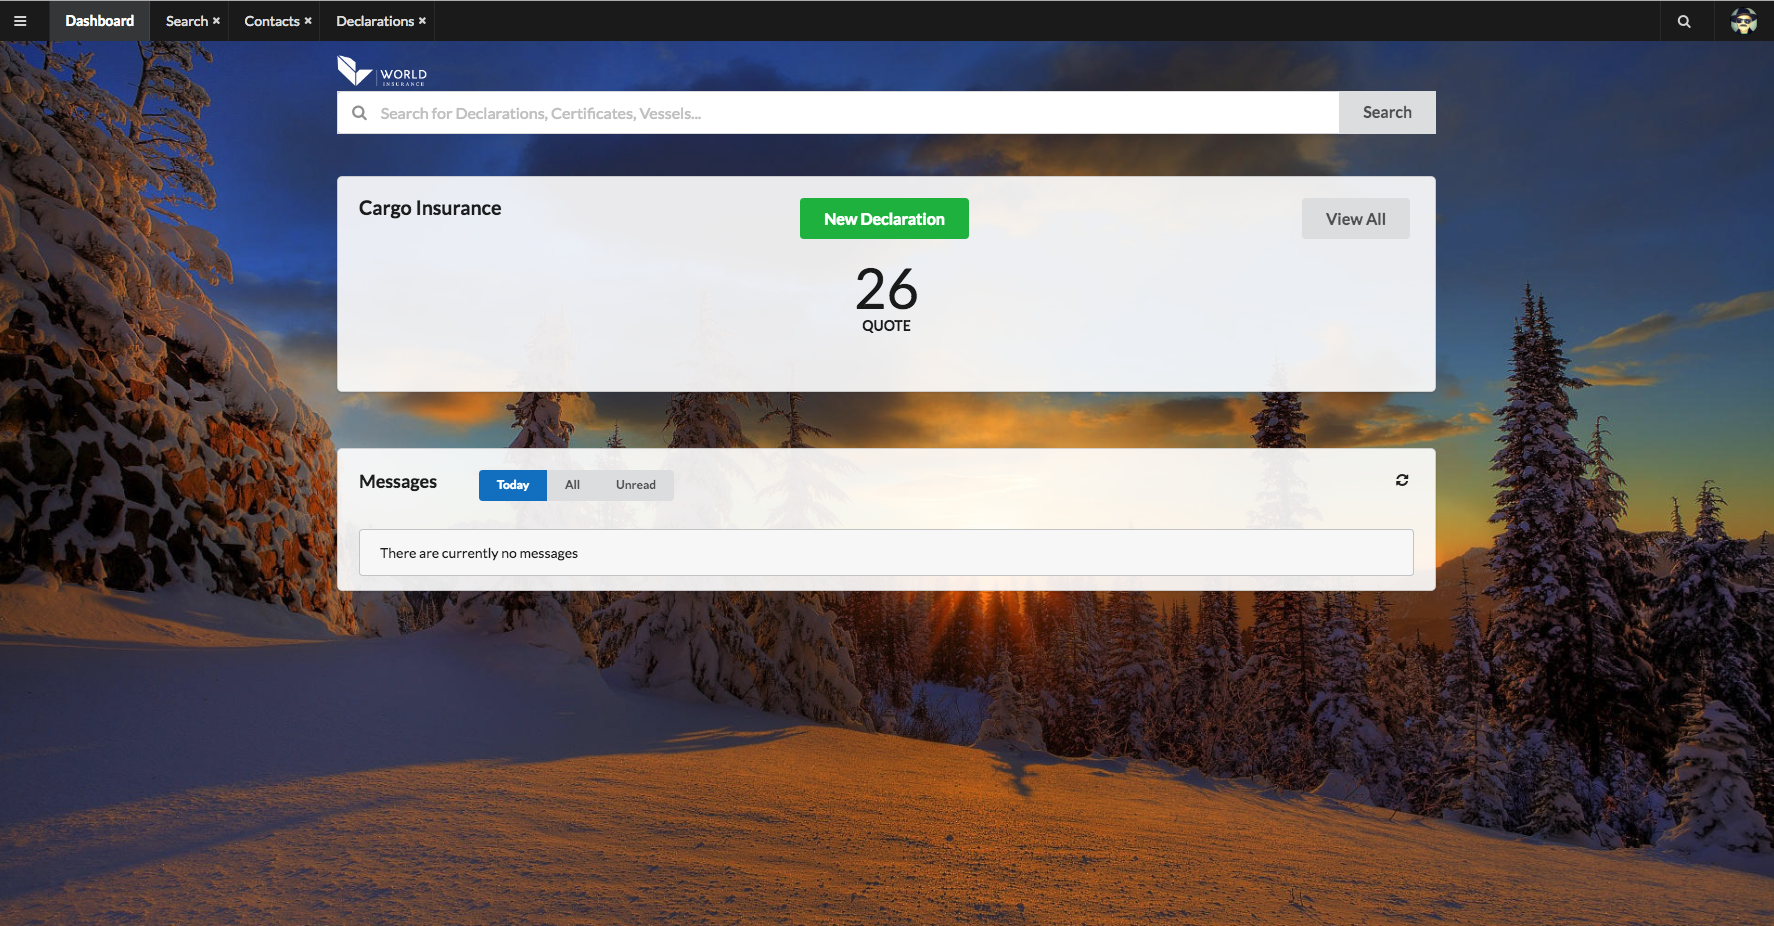 Dashboard Search Contacts Declarations
WORLD
INSURANCE
Search for Declarations, Certificates, Vessels... Search
Cargo Insurance New Declaration View All
26
QUOTE
Messages Today All Unread
There are currently no messages